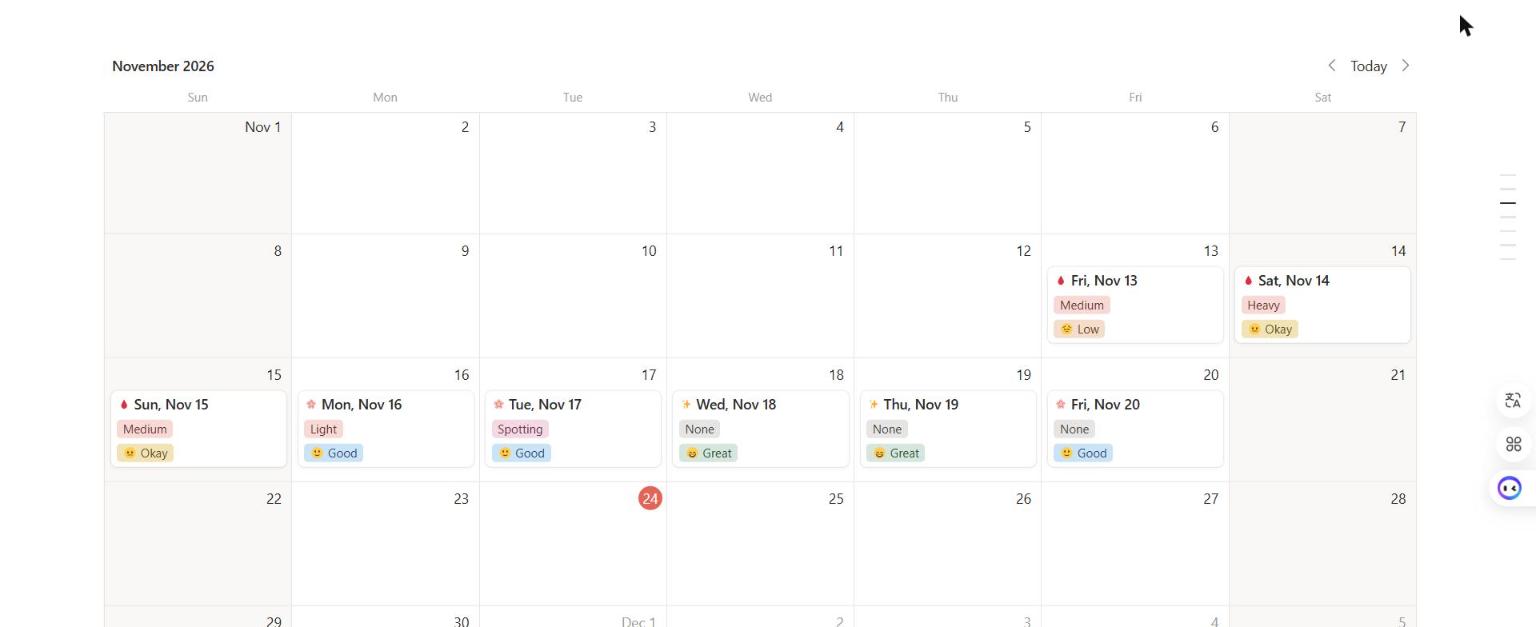 November 2026
Today
Sun Mon Tue Wed Thu Fri Sat
Nov 1 2 3 4 5 6 7
8 9 10 11 12 13 14
Fri, Nov 13 Sat, Nov 14
Medium Heavy
Low Okay
15 16 17 18 19 20 21
Sun, Nov 15 Mon, Nov 16 Tue, Nov 17 Wed, Nov 18 Thu, Nov 19 Fri, Nov 20
Medium Light Spotting None None None
Okay Good Good Great Great Good
22 23 24 25 26 27 28
29 30 Dec 1 2 3 4 5